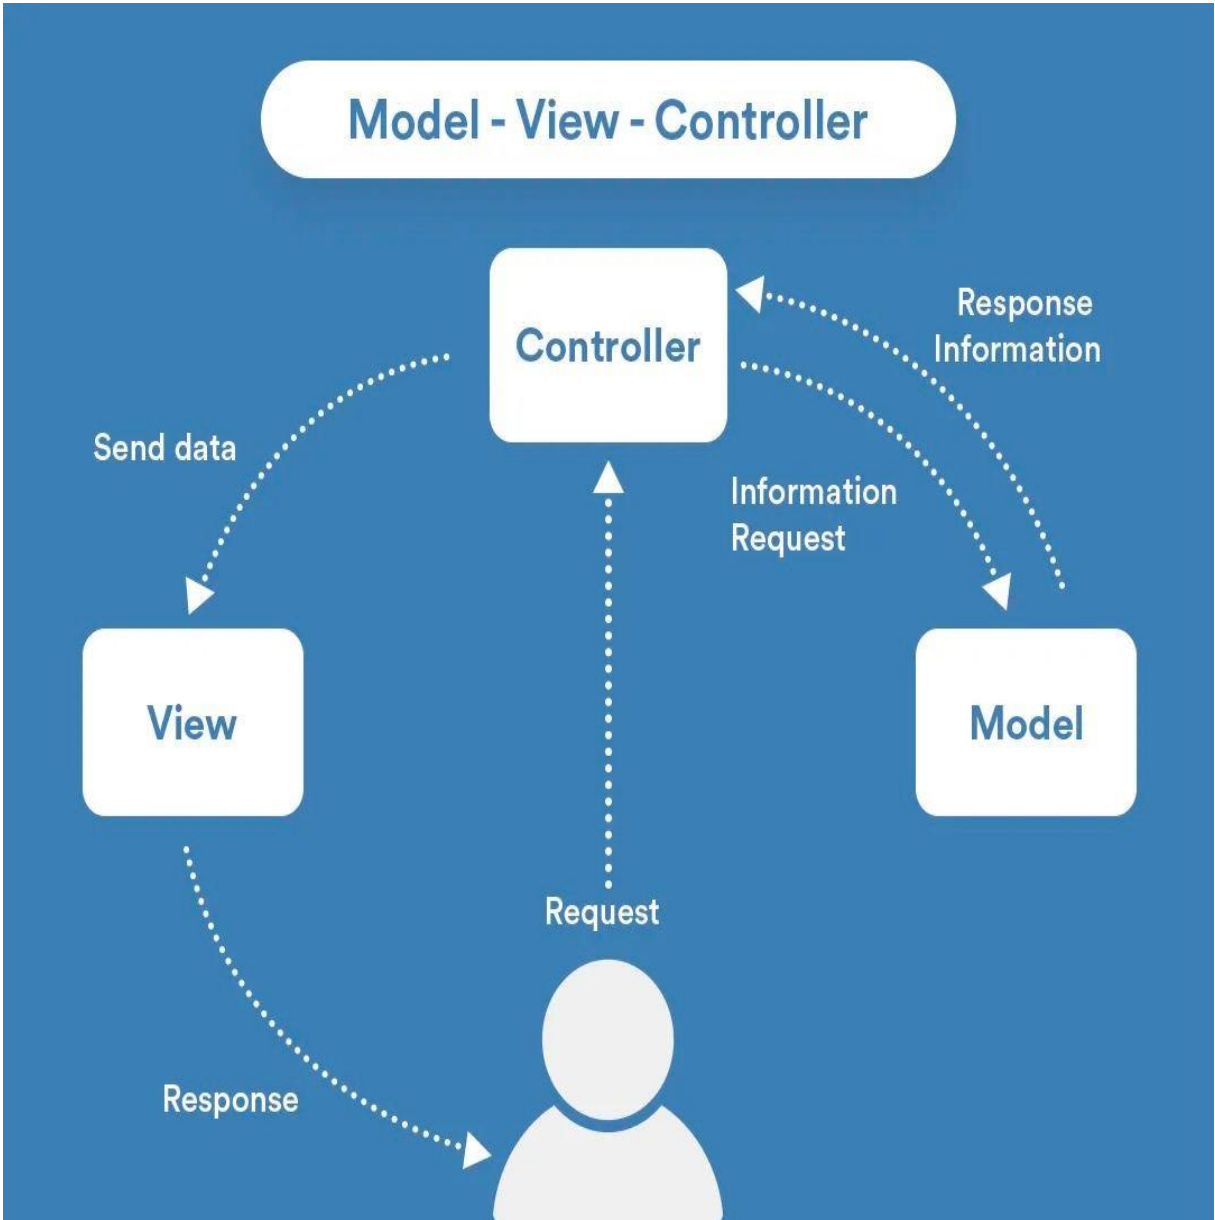 Model - View - Controller
Controller
Response
Information
Send data
Information
Request
View
Model
Request
Response